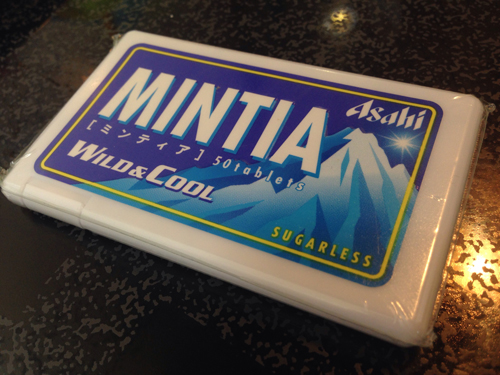 Asahi
MINTIA
[ミンティア] 50tablets
WILD & COOL
SUGARLESS